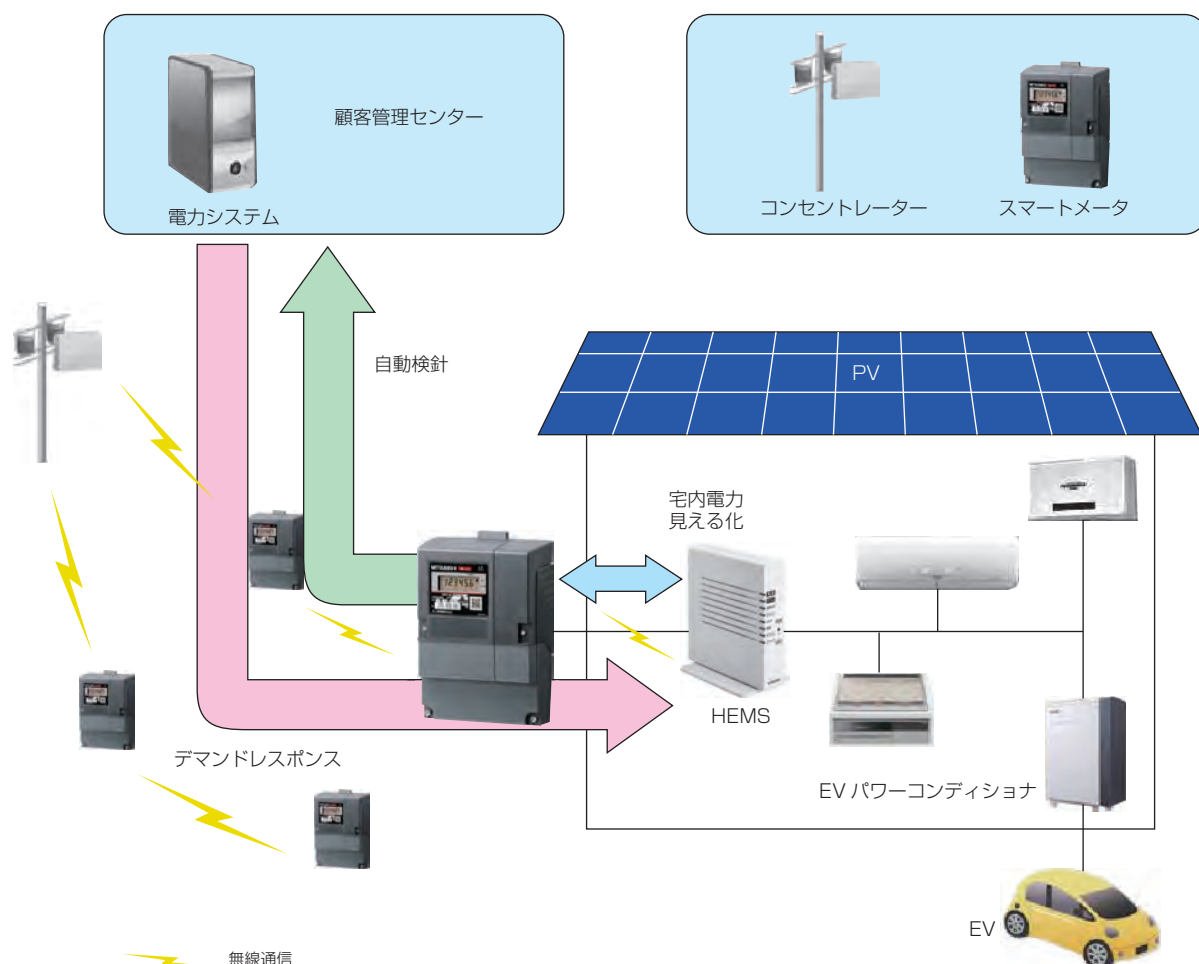 顧客管理センター
電力システム
コンセントレーター
スマートメータ
自動検針
PV
宅内電力
見える化
HEMS
デマンドレスポンス
EV パワーコンディショナ
EV
無線通信